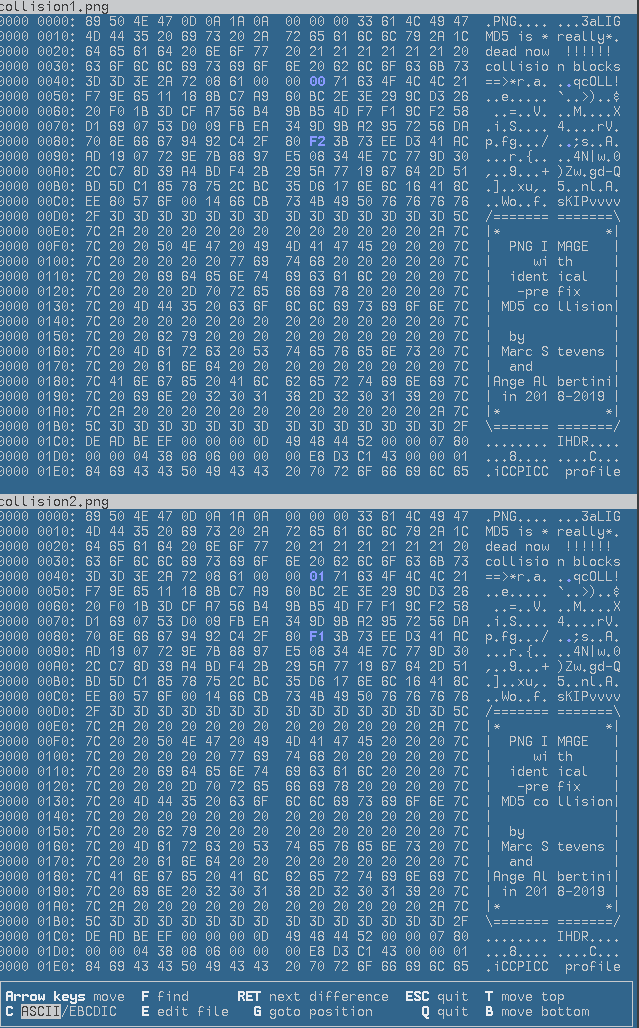 collision1.png
0000 0000: 89 50 4E 47 0D 0A 1A 0A  00 00 00 33 61 4C 49 47  .PNG.... ...3aLIG
0000 0010: 4D 44 35 20 69 73 20 2A  72 65 61 6C 6C 79 2A 1C  MD5 is * really*.
0000 0020: 64 65 61 64 20 6E 6F 77  20 21 21 21 21 21 21 20  dead now  !!!!!!
0000 0030: 63 6F 6C 6C 69 73 69 6F  6E 20 62 6C 6F 63 6B 73  collisio n blocks
0000 0040: 3D 3D 3E 2A 72 08 61 00  00 00 71 63 4F 4C 4C 21  ==>*r.a. ..qcOLL!
0000 0050: F7 9E 65 11 18 8B C7 A9  60 BC 2E 3E 29 9C D3 26  ..e..... `..>)..&
0000 0060: 20 F0 1B 3D CF A7 56 B4  9B B5 4D F7 F1 9C F2 58   ..=..V. ..M....X
0000 0070: D1 69 07 53 D0 09 FB EA  34 9D 9B A2 95 72 56 DA  .i.S.... 4....rV.
0000 0080: 70 8E 66 67 94 92 C4 2F  80 F2 3B 73 EE D3 41 AC  p.fg.../ ..;s..A.
0000 0090: AD 19 07 72 9E 7B 88 97  E5 08 34 4E 7C 77 9D 30  ...r.{.. ..4N|w.0
0000 00A0: 2C C7 8D 39 A4 BD F4 2B  29 5A 77 19 67 64 2D 51  ,..9...+ )Zw.gd-Q
0000 00B0: BD 5D C1 85 78 75 2C BC  35 D6 17 6E 6C 16 41 8C  .]..xu,. 5..nl.A.
0000 00C0: EE 80 57 6F 00 14 66 CB  73 4B 49 50 76 76 76 76  ..Wo..f. sKIPvvvv
0000 00D0: 2F 3D 3D 3D 3D 3D 3D 3D  3D 3D 3D 3D 3D 3D 3D 5C  /======= =======\
0000 00E0: 7C 2A 20 20 20 20 20 20  20 20 20 20 20 20 2A 7C  |*             *|
0000 00F0: 7C 20 20 50 4E 47 20 49  4D 41 47 45 20 20 20 7C  |  PNG I MAGE   |
0000 0100: 7C 20 20 20 20 20 77 69  74 68 20 20 20 20 20 7C  |     wi th     |
0000 0110: 7C 20 20 69 64 65 6E 74  69 63 61 6C 20 20 20 7C  |  ident ical   |
0000 0120: 7C 20 20 20 2D 70 72 65  66 69 78 20 20 20 20 7C  |   -pre fix    |
0000 0130: 7C 20 4D 44 35 20 63 6F  6C 6C 69 73 69 6F 6E 7C  | MD5 co llision|
0000 0140: 7C 20 20 20 20 20 20 20  20 20 20 20 20 20 20 7C  |               |
0000 0150: 7C 20 20 62 79 20 20 20  20 20 20 20 20 20 20 7C  |  by           |
0000 0160: 7C 20 4D 61 72 63 20 53  74 65 76 65 6E 73 20 7C  | Marc S tevens |
0000 0170: 7C 20 20 61 6E 64 20 20  20 20 20 20 20 20 20 7C  |  and          |
0000 0180: 7C 41 6E 67 65 20 41 6C  62 65 72 74 69 6E 69 7C  |Ange Al bertini|
0000 0190: 7C 20 69 6E 20 32 30 31  38 2D 32 30 31 39 20 7C  | in 201 8-2019 |
0000 01A0: 7C 2A 20 20 20 20 20 20  20 20 20 20 20 20 2A 7C  |*             *|
0000 01B0: 5C 3D 3D 3D 3D 3D 3D 3D  3D 3D 3D 3D 3D 3D 3D 2F  \======= =======/
0000 01C0: DE AD BE EF 00 00 00 0D  49 48 44 52 00 00 07 80  ........ IHDR....
0000 01D0: 00 00 04 38 08 06 00 00  00 E8 D3 C1 43 00 00 01  ...8.... ....C...
0000 01E0: 84 69 43 43 50 49 43 43  20 70 72 6F 66 69 6C 65  .iCCPICC  profile
collision2.png
0000 0000: 89 50 4E 47 0D 0A 1A 0A  00 00 00 33 61 4C 49 47  .PNG.... ...3aLIG
0000 0010: 4D 44 35 20 69 73 20 2A  72 65 61 6C 6C 79 2A 1A  MD5 is * really*.
0000 0020: 64 65 61 64 20 6E 6F 77  20 21 21 21 21 21 21 20  dead now  !!!!!!
0000 0030: 63 6F 6C 6C 69 73 69 6F  6E 20 62 6C 6F 63 6B 73  collisio n blocks
0000 0040: 3D 3D 3E 2A 72 08 61 00  00 01 71 63 4F 4C 4C 21  ==>*r.a. ..qcOLL!
0000 0050: F7 9E 65 11 18 8B C7 A9  60 BC 2E 3E 29 9C D3 26  ..e..... `..>)..&
0000 0060: 20 F0 1B 3D CF A7 56 B4  9B B5 4D F7 F1 9C F2 58   ..=..V. ..M....X
0000 0070: D1 69 07 53 D0 09 FB EA  34 9D 9B A2 95 72 56 DA  .i.S.... 4....rV.
0000 0080: 70 8E 66 67 94 92 C4 2F  80 F1 3B 73 EE D3 41 AC  p.fg.../ ..;s..A.
0000 0090: AD 19 07 72 9E 7B 88 97  E5 08 34 4E 7C 77 9D 30  ...r.{.. ..4N|w.0
0000 00A0: 2C C7 8D 39 A4 BD F4 2B  29 5A 77 19 67 64 2D 51  ,..9...+ )Zw.gd-Q
0000 00B0: BD 5D C1 85 78 75 2C BC  35 D6 17 6E 6C 16 41 8C  .]..xu,. 5..nl.A.
0000 00C0: EE 80 57 6F 00 14 66 CB  73 4B 49 50 76 76 76 76  ..Wo..f. sKIPvvvv
0000 00D0: 2F 3D 3D 3D 3D 3D 3D 3D  3D 3D 3D 3D 3D 3D 3D 5C  /======= =======\
0000 00E0: 7C 2A 20 20 20 20 20 20  20 20 20 20 20 20 2A 7C  |*             *|
0000 00F0: 7C 20 20 50 4E 47 20 49  4D 41 47 45 20 20 20 7C  |  PNG I MAGE   |
0000 0100: 7C 20 20 20 20 20 77 69  74 68 20 20 20 20 20 7C  |     wi th     |
0000 0110: 7C 20 20 69 64 65 6E 74  69 63 61 6C 20 20 20 7C  |  ident ical   |
0000 0120: 7C 20 20 20 2D 70 72 65  66 69 78 20 20 20 20 7C  |   -pre fix    |
0000 0130: 7C 20 4D 44 35 20 63 6F  6C 6C 69 73 69 6F 6E 7C  | MD5 co llision|
0000 0140: 7C 20 20 20 20 20 20 20  20 20 20 20 20 20 20 7C  |               |
0000 0150: 7C 20 20 62 79 20 20 20  20 20 20 20 20 20 20 7C  |  by           |
0000 0160: 7C 20 4D 61 72 63 20 53  74 65 76 65 6E 73 20 7C  | Marc S tevens |
0000 0170: 7C 20 20 61 6E 64 20 20  20 20 20 20 20 20 20 7C  |  and          |
0000 0180: 7C 41 6E 67 65 20 41 6C  62 65 72 74 69 6E 69 7C  |Ange Al bertini|
0000 0190: 7C 20 69 6E 20 32 30 31  38 2D 32 30 31 39 20 7C  | in 201 8-2019 |
0000 01A0: 7C 2A 20 20 20 20 20 20  20 20 20 20 20 20 2A 7C  |*             *|
0000 01B0: 5C 3D 3D 3D 3D 3D 3D 3D  3D 3D 3D 3D 3D 3D 3D 2F  \======= =======/
0000 01C0: DE AD BE EF 00 00 00 0D  49 48 44 52 00 00 07 80  ........ IHDR....
0000 01D0: 00 00 04 38 08 06 00 00  00 E8 D3 C1 43 00 00 01  ...8.... ....C...
0000 01E0: 84 69 43 43 50 49 43 43  20 70 72 6F 66 69 6C 65  .iCCPICC  profile
Arrow keys move  F find  RET next difference  ESC quit  T move top
C ASCII/EBCDIC  E edit file  G goto position  Q quit  B move bottom